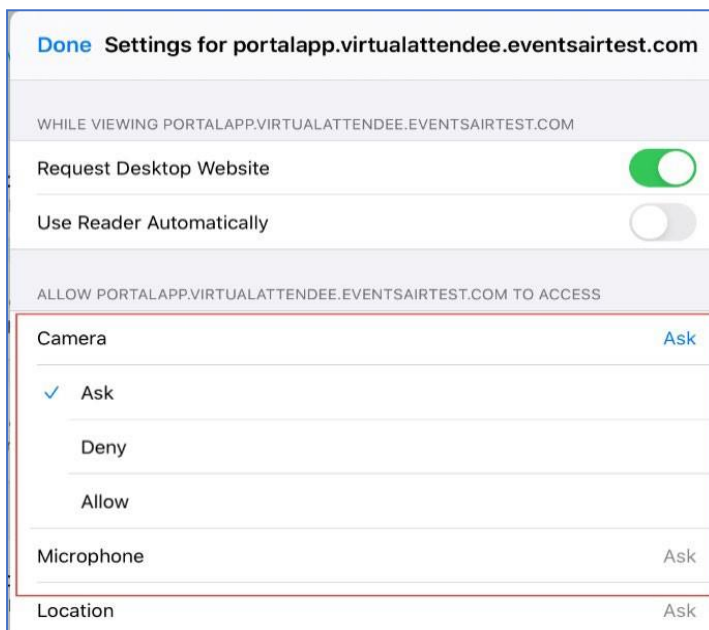 Done Settings for portalapp.virtualattendee.eventsairtest.com
WHILE VIEWING PORTALAPP.VIRTUALATTENDEE.EVENTSAIRTEST.COM
Request Desktop Website
Use Reader Automatically
ALLOW PORTALAPP.VIRTUALATTENDEE.EVENTSAIRTEST.COM TO ACCESS
Camera Ask
Ask
Deny
Allow
Microphone Ask
Location Ask